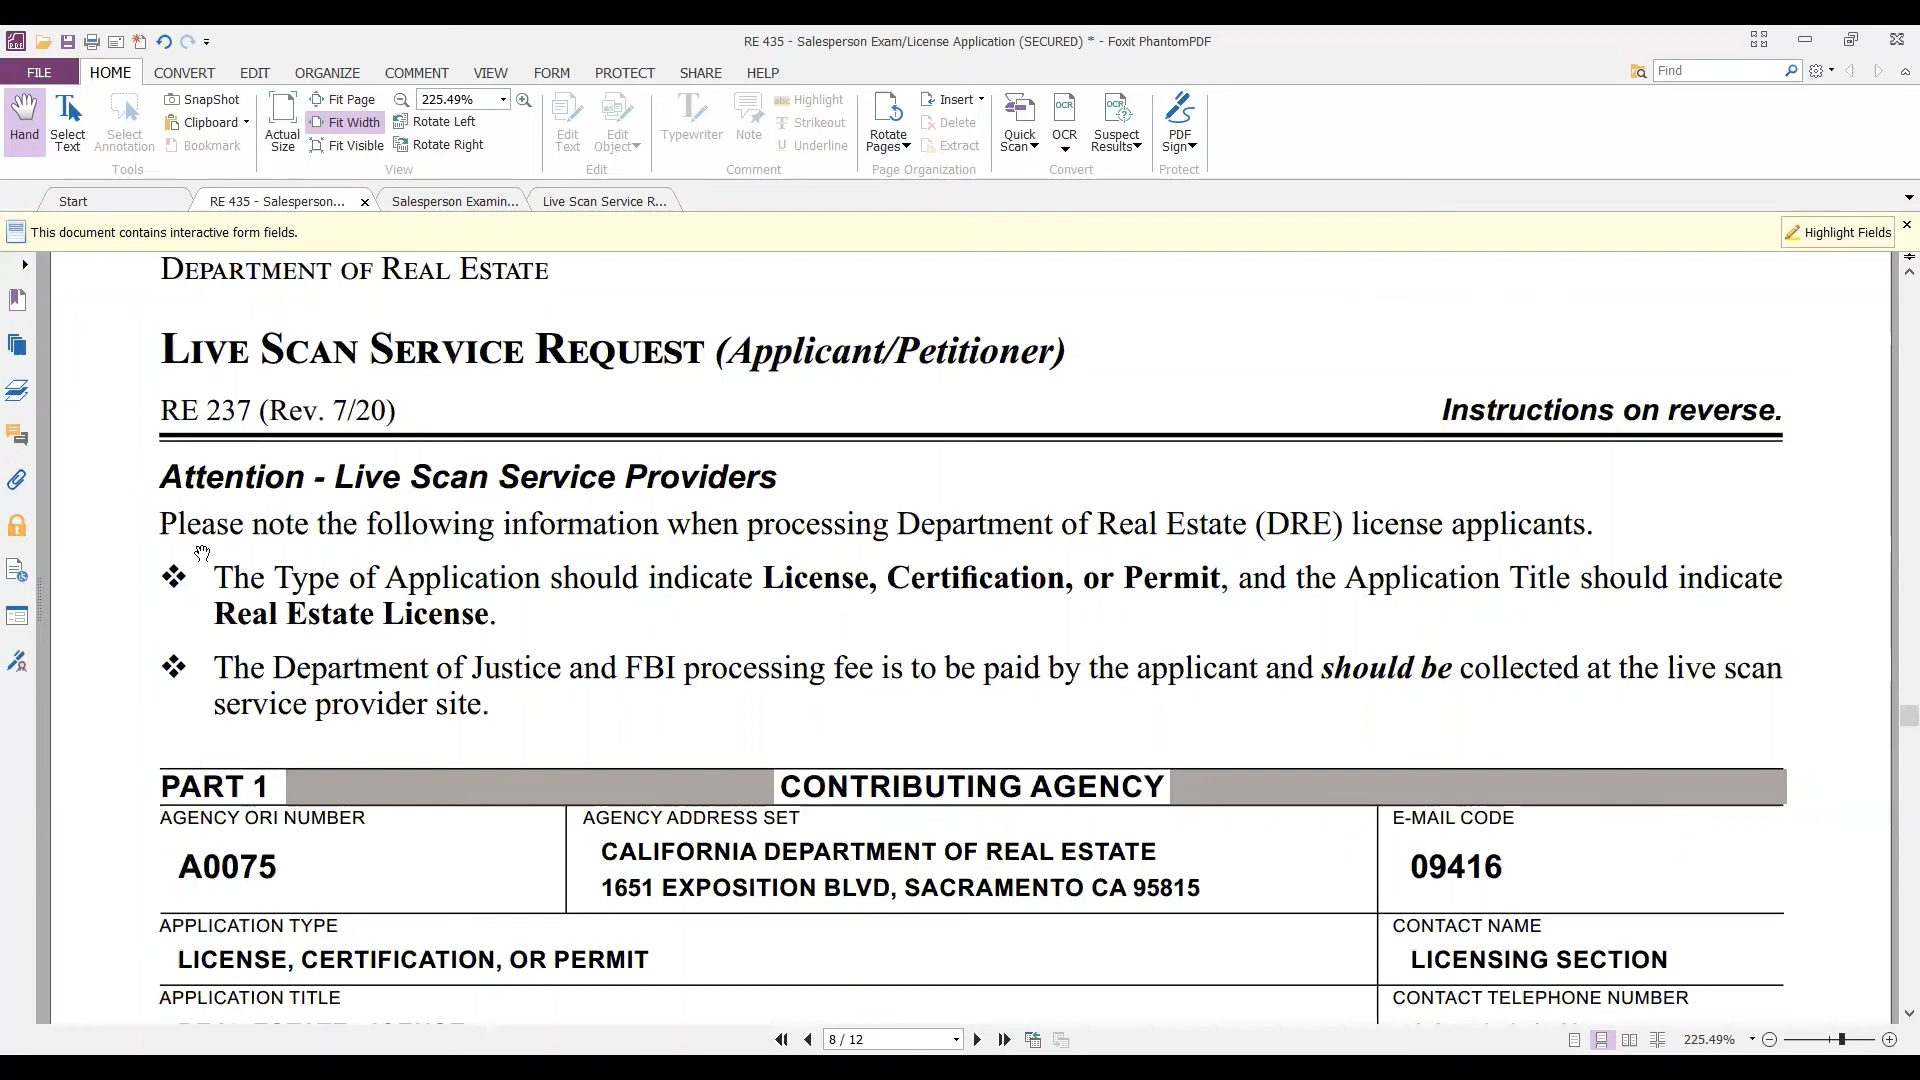 RE 435 - Salesperson Exam/License Application (SECURED) * - Foxit PhantomPDF
FILE HOME CONVERT EDIT ORGANIZE COMMENT VIEW FORM PROTECT SHARE HELP Find
Hand
Select Text
Select Annotation
SnapShot
Clipboard
Bookmark
Tools
Actual Size
Fit Page
Fit Width
Fit Visible
225.49%
Rotate Left
Rotate Right
View
Edit Text
Edit Object
Edit
Typewriter
Note
Highlight
Strikeout
Underline
Comment
Rotate Pages
Insert
Delete
Extract
Page Organization
Quick Scan
OCR
Suspect Results
Convert
PDF Sign
Protect
Start RE 435 - Salesperson... Salesperson Examin... Live Scan Service R...
This document contains interactive form fields. Highlight Fields
DEPARTMENT OF REAL ESTATE
LIVE SCAN SERVICE REQUEST (Applicant/Petitioner)
RE 237 (Rev. 7/20) Instructions on reverse.
Attention - Live Scan Service Providers
Please note the following information when processing Department of Real Estate (DRE) license applicants.
❖ The Type of Application should indicate License, Certification, or Permit, and the Application Title should indicate
Real Estate License.
❖ The Department of Justice and FBI processing fee is to be paid by the applicant and should be collected at the live scan
service provider site.
PART 1 CONTRIBUTING AGENCY
AGENCY ORI NUMBER AGENCY ADDRESS SET E-MAIL CODE
A0075 CALIFORNIA DEPARTMENT OF REAL ESTATE 09416
1651 EXPOSITION BLVD, SACRAMENTO CA 95815
APPLICATION TYPE CONTACT NAME
LICENSE, CERTIFICATION, OR PERMIT LICENSING SECTION
APPLICATION TITLE CONTACT TELEPHONE NUMBER
8 / 12 225.49%